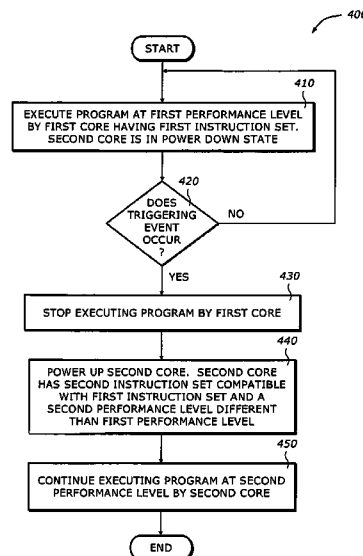 400
START
410
EXECUTE PROGRAM AT FIRST PERFORMANCE LEVEL
BY FIRST CORE HAVING FIRST INSTRUCTION SET.
SECOND CORE IS IN POWER DOWN STATE
420
DOES
TRIGGERING
EVENT
OCCUR
?
NO
YES
430
STOP EXECUTING PROGRAM BY FIRST CORE
440
POWER UP SECOND CORE. SECOND CORE
HAS SECOND INSTRUCTION SET COMPATIBLE
WITH FIRST INSTRUCTION SET AND A
SECOND PERFORMANCE LEVEL DIFFERENT
THAN FIRST PERFORMANCE LEVEL
450
CONTINUE EXECUTING PROGRAM AT SECOND
PERFORMANCE LEVEL BY SECOND CORE
END